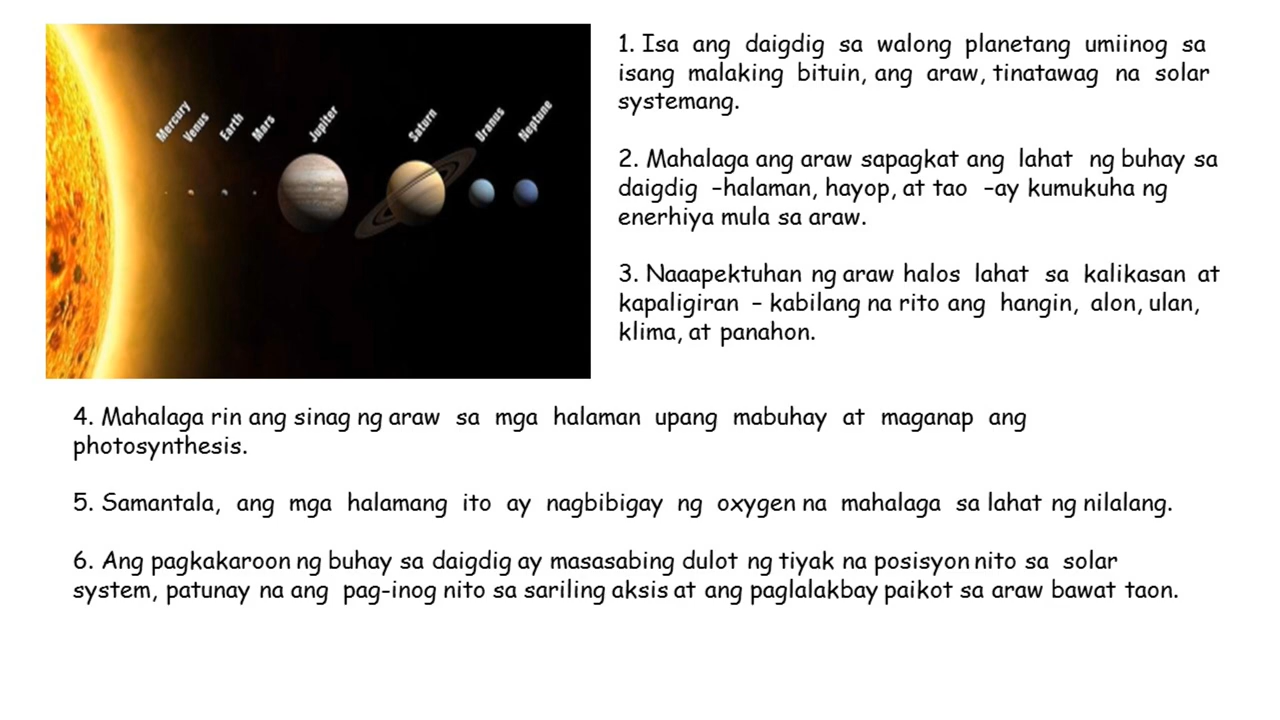 Mercury
Venus
Earth
Mars
Jupiter
Saturn
Uranus
Neptune
1. Isa ang daigdig sa walong planetang umiinog sa
isang malaking bituin, ang araw, tinatawag na solar
systemang.
2. Mahalaga ang araw sapagkat ang lahat ng buhay sa
daigdig –halaman, hayop, at tao –ay kumukuha ng
enerhiya mula sa araw.
3. Naaapektuhan ng araw halos lahat sa kalikasan at
kapaligiran – kabilang na rito ang hangin, alon, ulan,
klima, at panahon.
4. Mahalaga rin ang sinag ng araw sa mga halaman upang mabuhay at maganap ang
photosynthesis.
5. Samantala, ang mga halamang ito ay nagbibigay ng oxygen na mahalaga sa lahat ng nilalang.
6. Ang pagkakaroon ng buhay sa daigdig ay masasabing dulot ng tiyak na posisyon nito sa solar
system, patunay na ang pag-inog nito sa sariling aksis at ang paglalakbay paikot sa araw bawat taon.